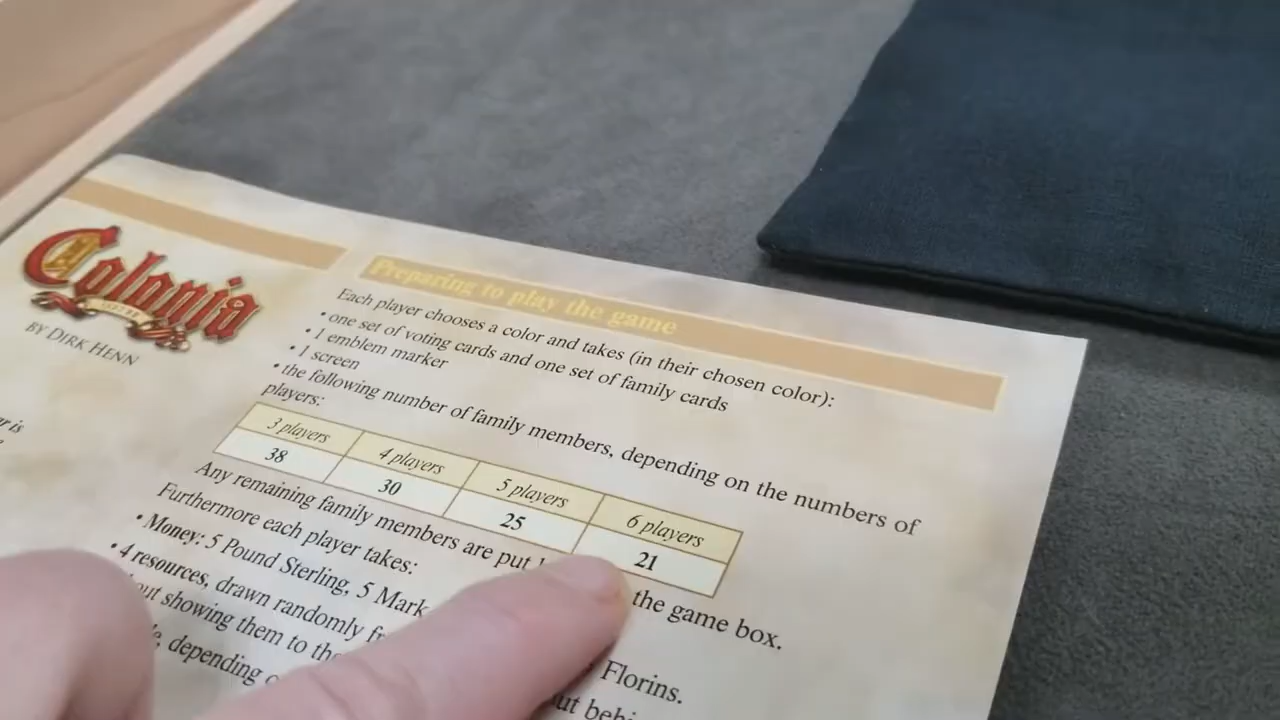 Colonia
BY DIRK HENN
Preparing to play the game
Each player chooses a color and takes (in their chosen color):
• one set of voting cards and one set of family cards
• 1 emblem marker
• 1 screen
• the following number of family members, depending on the numbers of
players:
3 players 4 players 5 players 6 players
38 30 25 21
Any remaining family members are put the game box.
Furthermore each player takes:
• Money: 5 Pound Sterling, 5 Mark Florins.
• 4 resources, drawn randomly
out showing them to the
depending